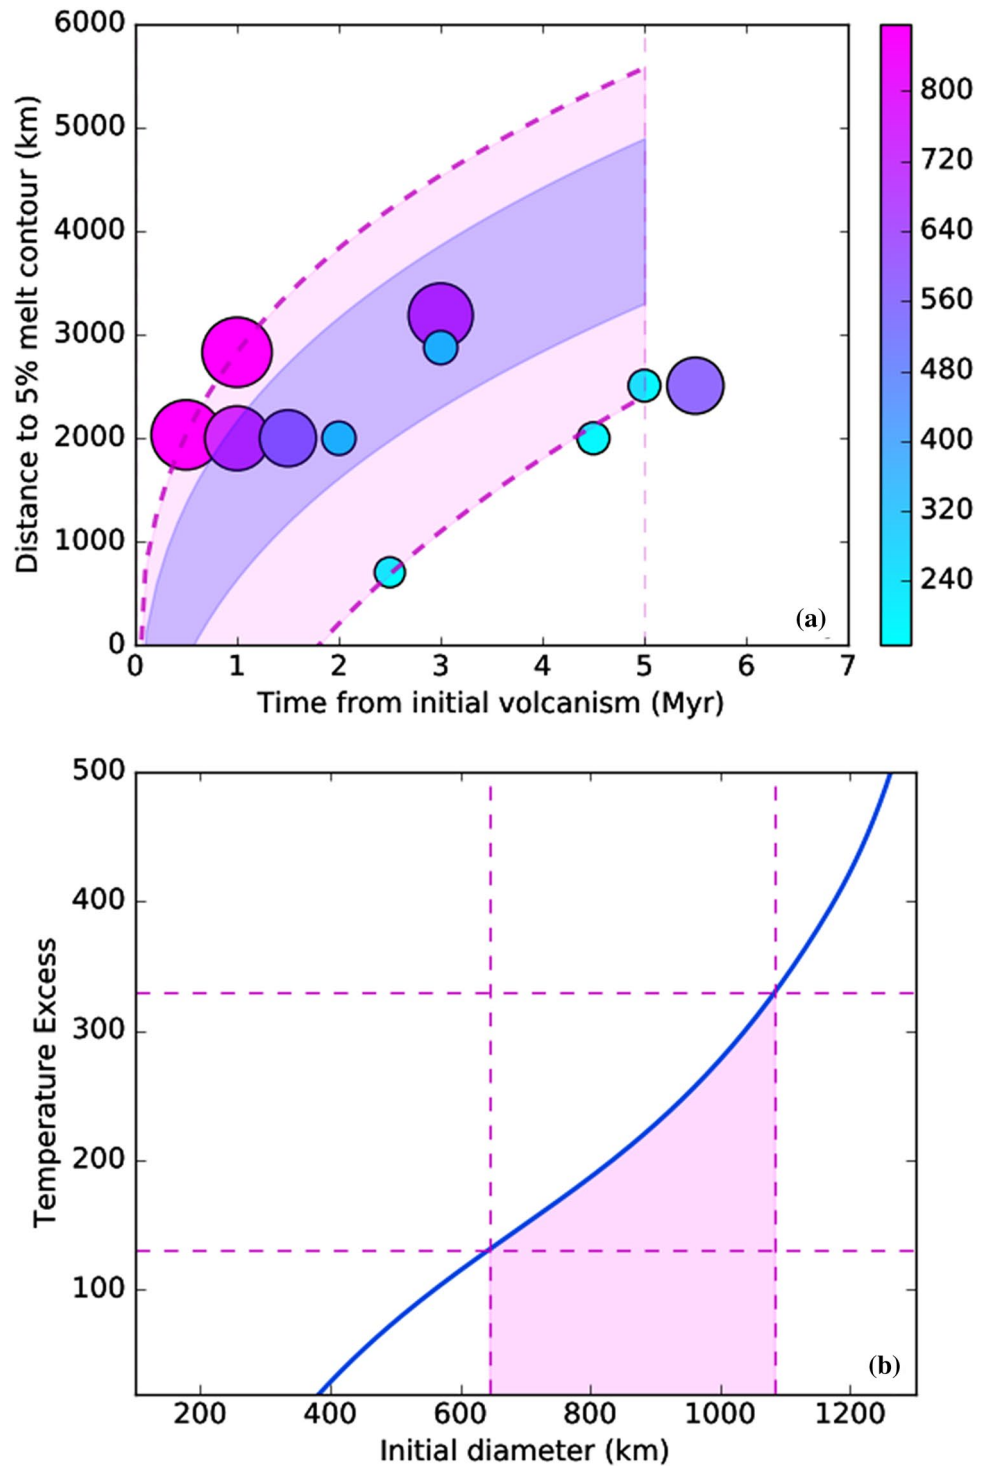 6000
5000
4000
3000
2000
1000
0
Distance to 5% melt contour (km)
0 1 2 3 4 5 6 7
Time from initial volcanism (Myr)
(a)
800
720
640
560
480
400
320
240
500
400
300
200
100
Temperature Excess
200 400 600 800 1000 1200
Initial diameter (km)
(b)